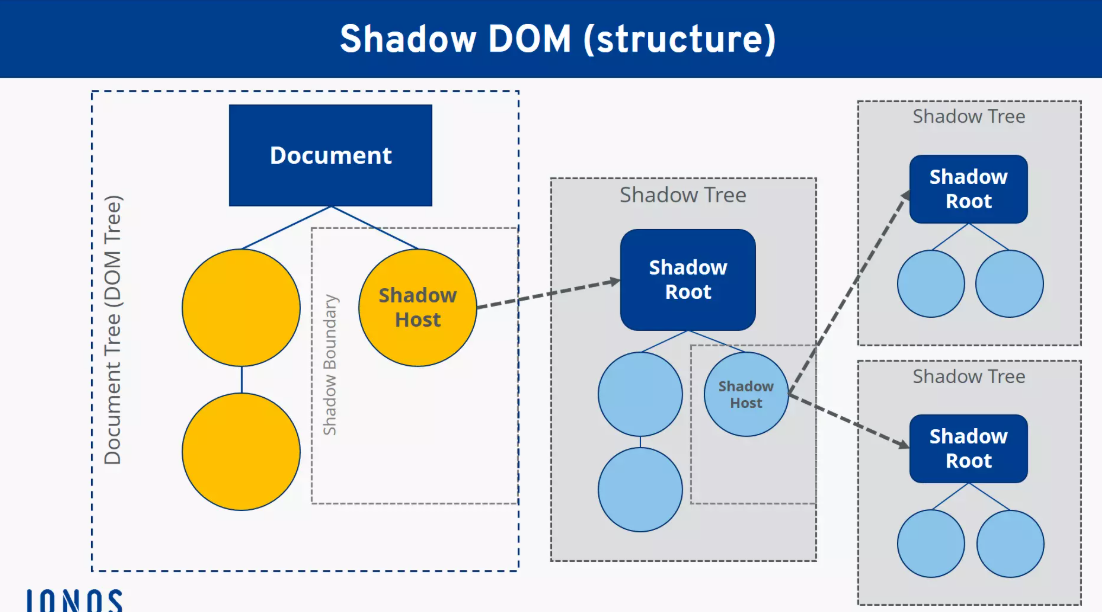 Shadow DOM (structure)
Document Tree (DOM Tree)
Document
Shadow
Host
Shadow Boundary
Shadow Tree
Shadow
Root
Shadow
Host
Shadow Tree
Shadow
Root
Shadow Tree
Shadow
Root
IONOS